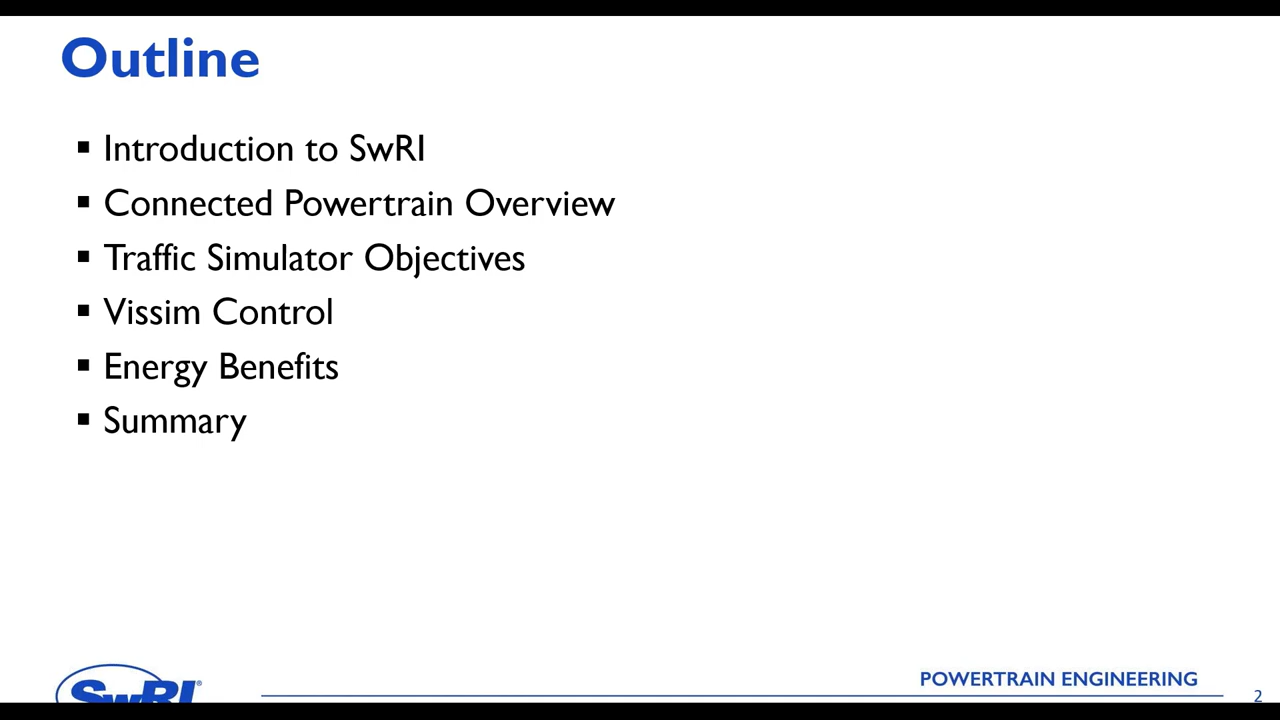 Outline
▪ Introduction to SwRI
▪ Connected Powertrain Overview
▪ Traffic Simulator Objectives
▪ Vissim Control
▪ Energy Benefits
▪ Summary
SwRI®
POWERTRAIN ENGINEERING
2